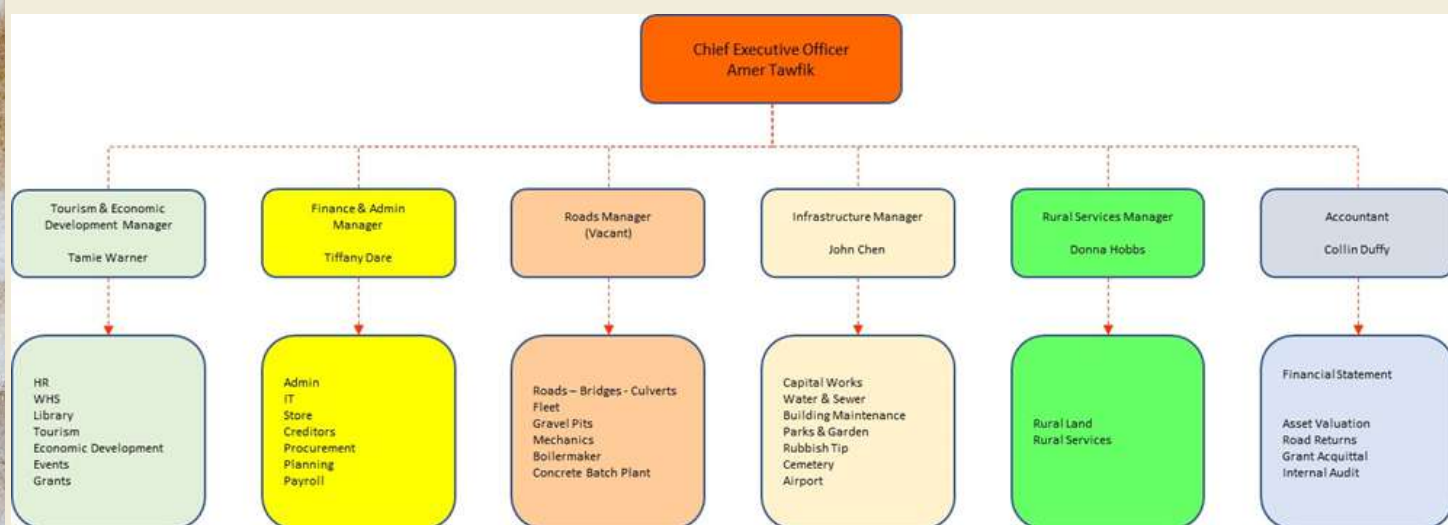 Chief Executive Officer
Amer Tawfik
Tourism & Economic
Development Manager
Tamie Warner
Finance & Admin
Manager
Tiffany Dare
Roads Manager
(Vacant)
Infrastructure Manager
John Chen
Rural Services Manager
Donna Hobbs
Accountant
Collin Duffy
HR
WHS
Library
Tourism
Economic Development
Events
Grants
Admin
IT
Store
Creditors
Procurement
Planning
Payroll
Roads – Bridges - Culverts
Fleet
Gravel Pits
Mechanics
Boilermaker
Concrete Batch Plant
Capital Works
Water & Sewer
Building Maintenance
Parks & Garden
Rubbish Tip
Cemetery
Airport
Rural Land
Rural Services
Financial Statement
Asset Valuation
Road Returns
Grant Acquittal
Internal Audit